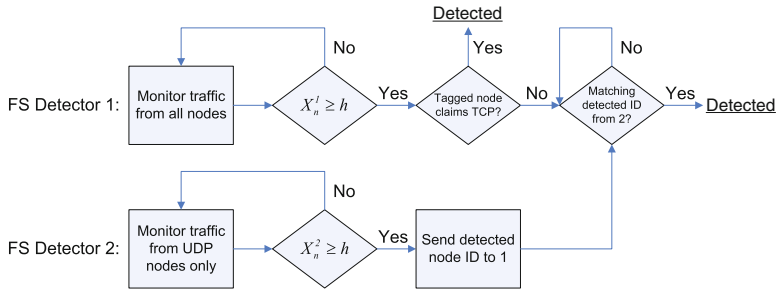 Detected
No
Yes
No
FS Detector 1:
Monitor traffic
from all nodes
X_n^1 ≥ h
Yes
Tagged node
claims TCP?
No
Matching
detected ID
from 2?
Yes
Detected
No
FS Detector 2:
Monitor traffic
from UDP
nodes only
X_n^2 ≥ h
Yes
Send detected
node ID to 1